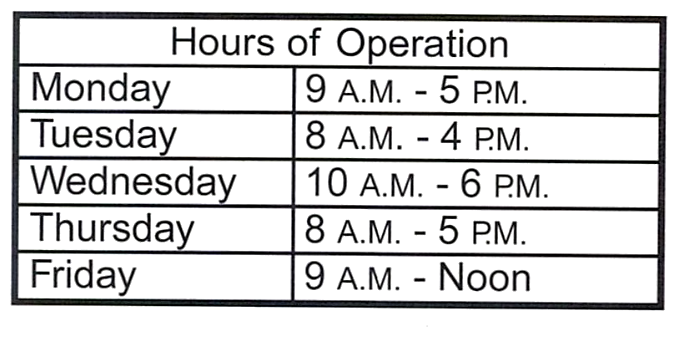 Hours of Operation
Monday 9 A.M. - 5 P.M.
Tuesday 8 A.M. - 4 P.M.
Wednesday 10 A.M. - 6 P.M.
Thursday 8 A.M. - 5 P.M.
Friday 9 A.M. - Noon